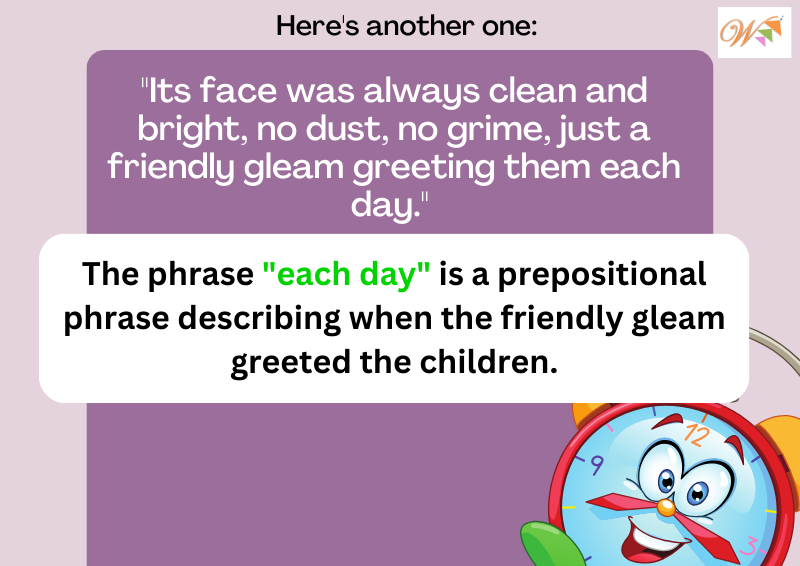 Here's another one:
W
"Its face was always clean and
bright, no dust, no grime, just a
friendly gleam greeting them each
day."
The phrase "each day" is a prepositional
phrase describing when the friendly gleam
greeted the children.
12
9
3